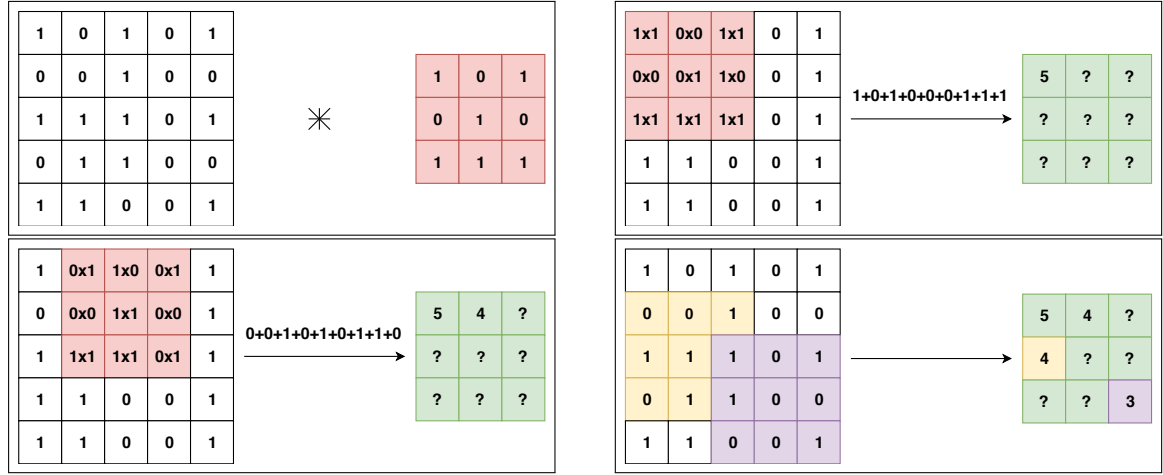 1 0 1 0 1
0 0 1 0 0
1 1 1 0 1
0 1 1 0 0
1 1 0 0 1
1 0 1
0 1 0
1 1 1
1x1 0x0 1x1 0 1
0x0 0x1 1x0 0 1
1x1 1x1 1x1 0 1
1 1 0 0 1
1 1 0 0 1
1+0+1+0+0+0+1+1+1
5 ? ?
? ? ?
? ? ?
1 0x1 1x0 0x1 1
0 0x0 1x1 0x0 1
1 1x1 1x1 0x1 1
1 1 0 0 1
1 1 0 0 1
0+0+1+0+1+0+1+1+0
5 4 ?
? ? ?
? ? ?
1 0 1 0 1
0 0 1 0 0
1 1 1 0 1
0 1 1 0 0
1 1 0 0 1
5 4 ?
4 ? ?
? ? 3